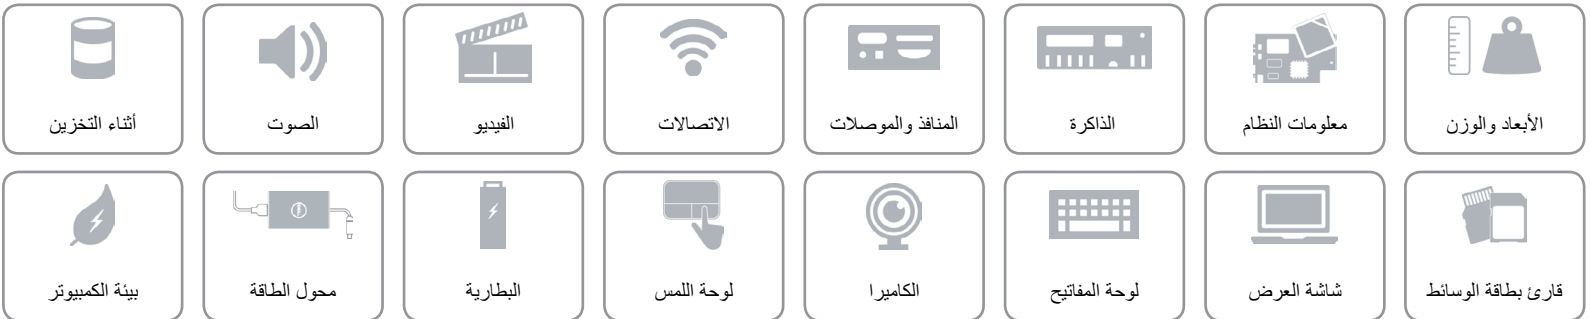 الأبعاد والوزن
معلومات النظام
الذاكرة
المنافذ والموصلات
الاتصالات
الفيديو
الصوت
أثناء التخزين
قارئ بطاقة الوسائط
شاشة العرض
لوحة المفاتيح
الكاميرا
لوحة اللمس
البطارية
محول الطاقة
بيئة الكمبيوتر